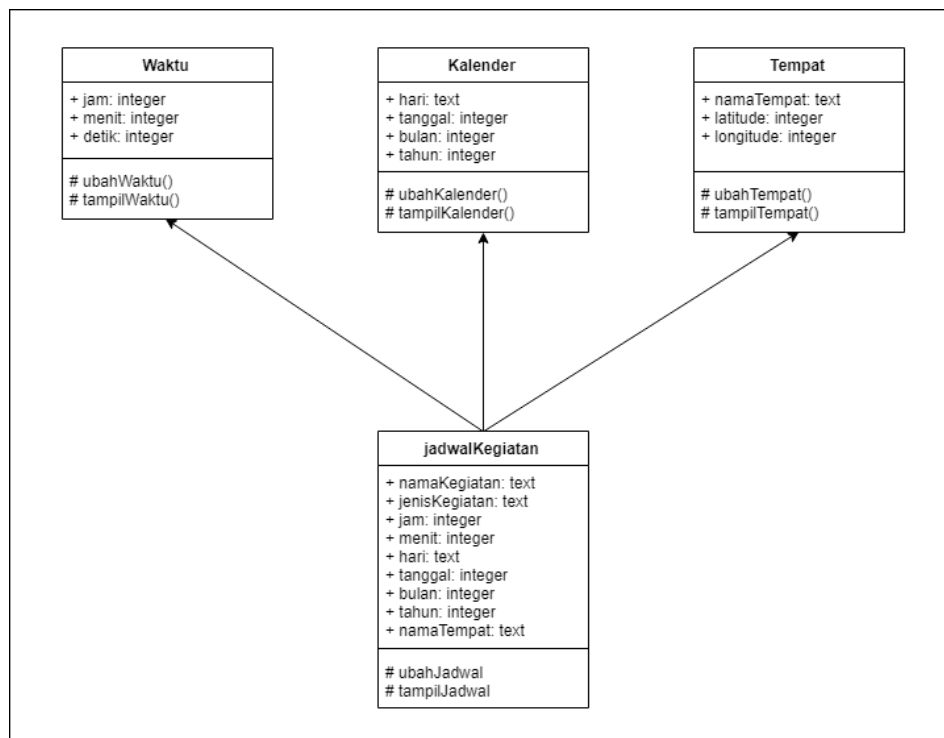 Waktu
+ jam: integer
+ menit: integer
+ detik: integer
# ubahWaktu()
# tampilWaktu()
Kalender
+ hari: text
+ tanggal: integer
+ bulan: integer
+ tahun: integer
# ubahKalender()
# tampilKalender()
Tempat
+ namaTempat: text
+ latitude: integer
+ longitude: integer
# ubahTempat()
# tampilTempat()
jadwalKegiatan
+ namaKegiatan: text
+ jenisKegiatan: text
+ jam: integer
+ menit: integer
+ hari: text
+ tanggal: integer
+ bulan: integer
+ tahun: integer
+ namaTempat: text
# ubahJadwal
# tampilJadwal